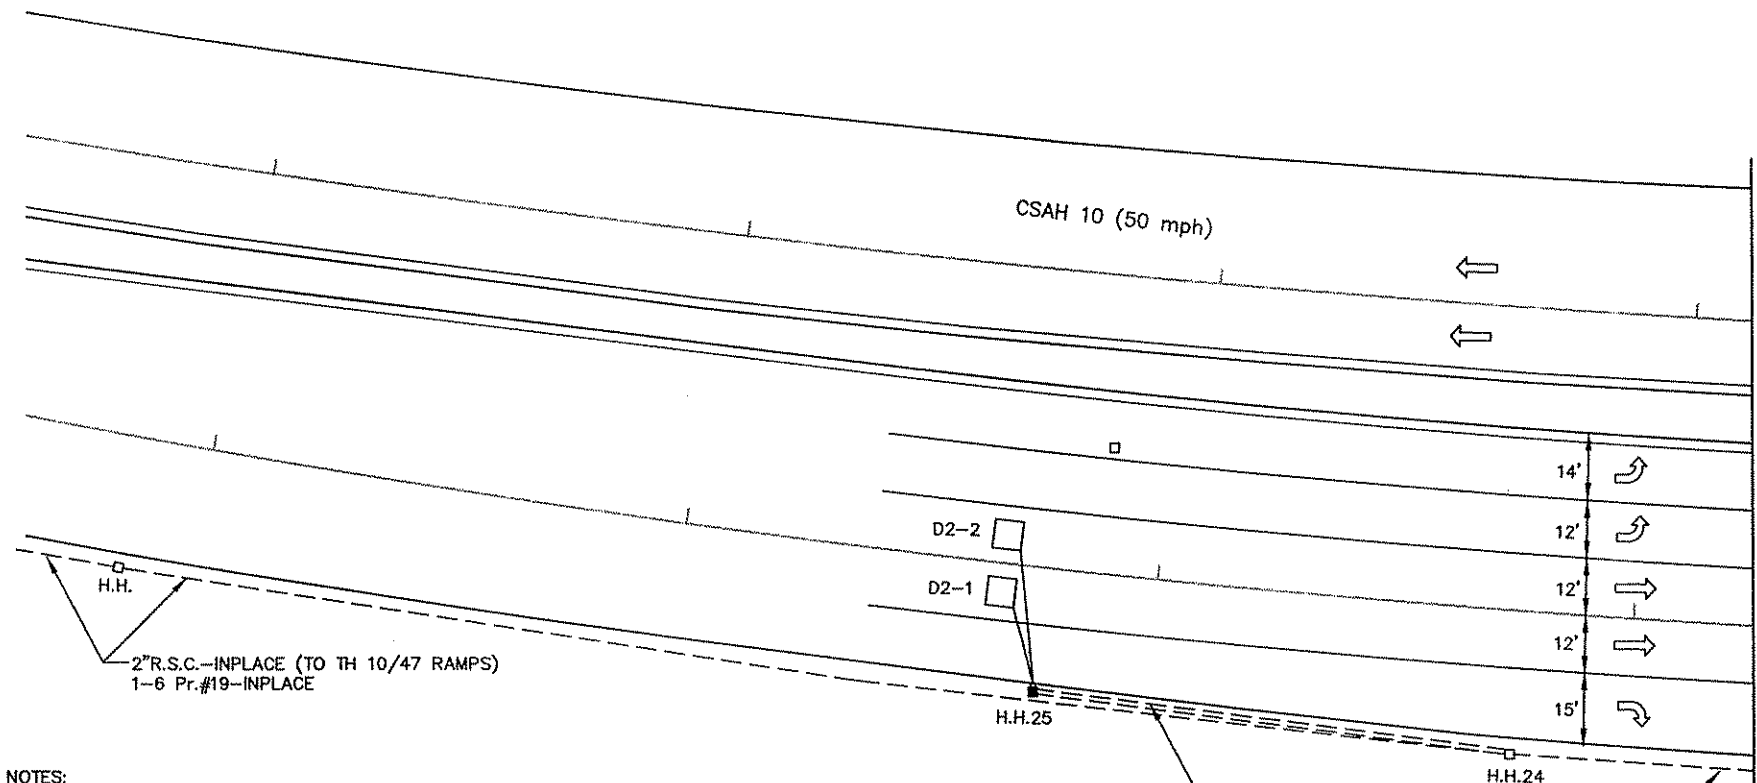 CSAH 10 (50 mph)
14'
D2-2
12'
D2-1
12'
H.H.
12'
2"R.S.C.-INPLACE (TO TH 10/47 RAMPS)
1-6 Pr.#19-INPLACE
15'
H.H.25
H.H.24
NOTES: